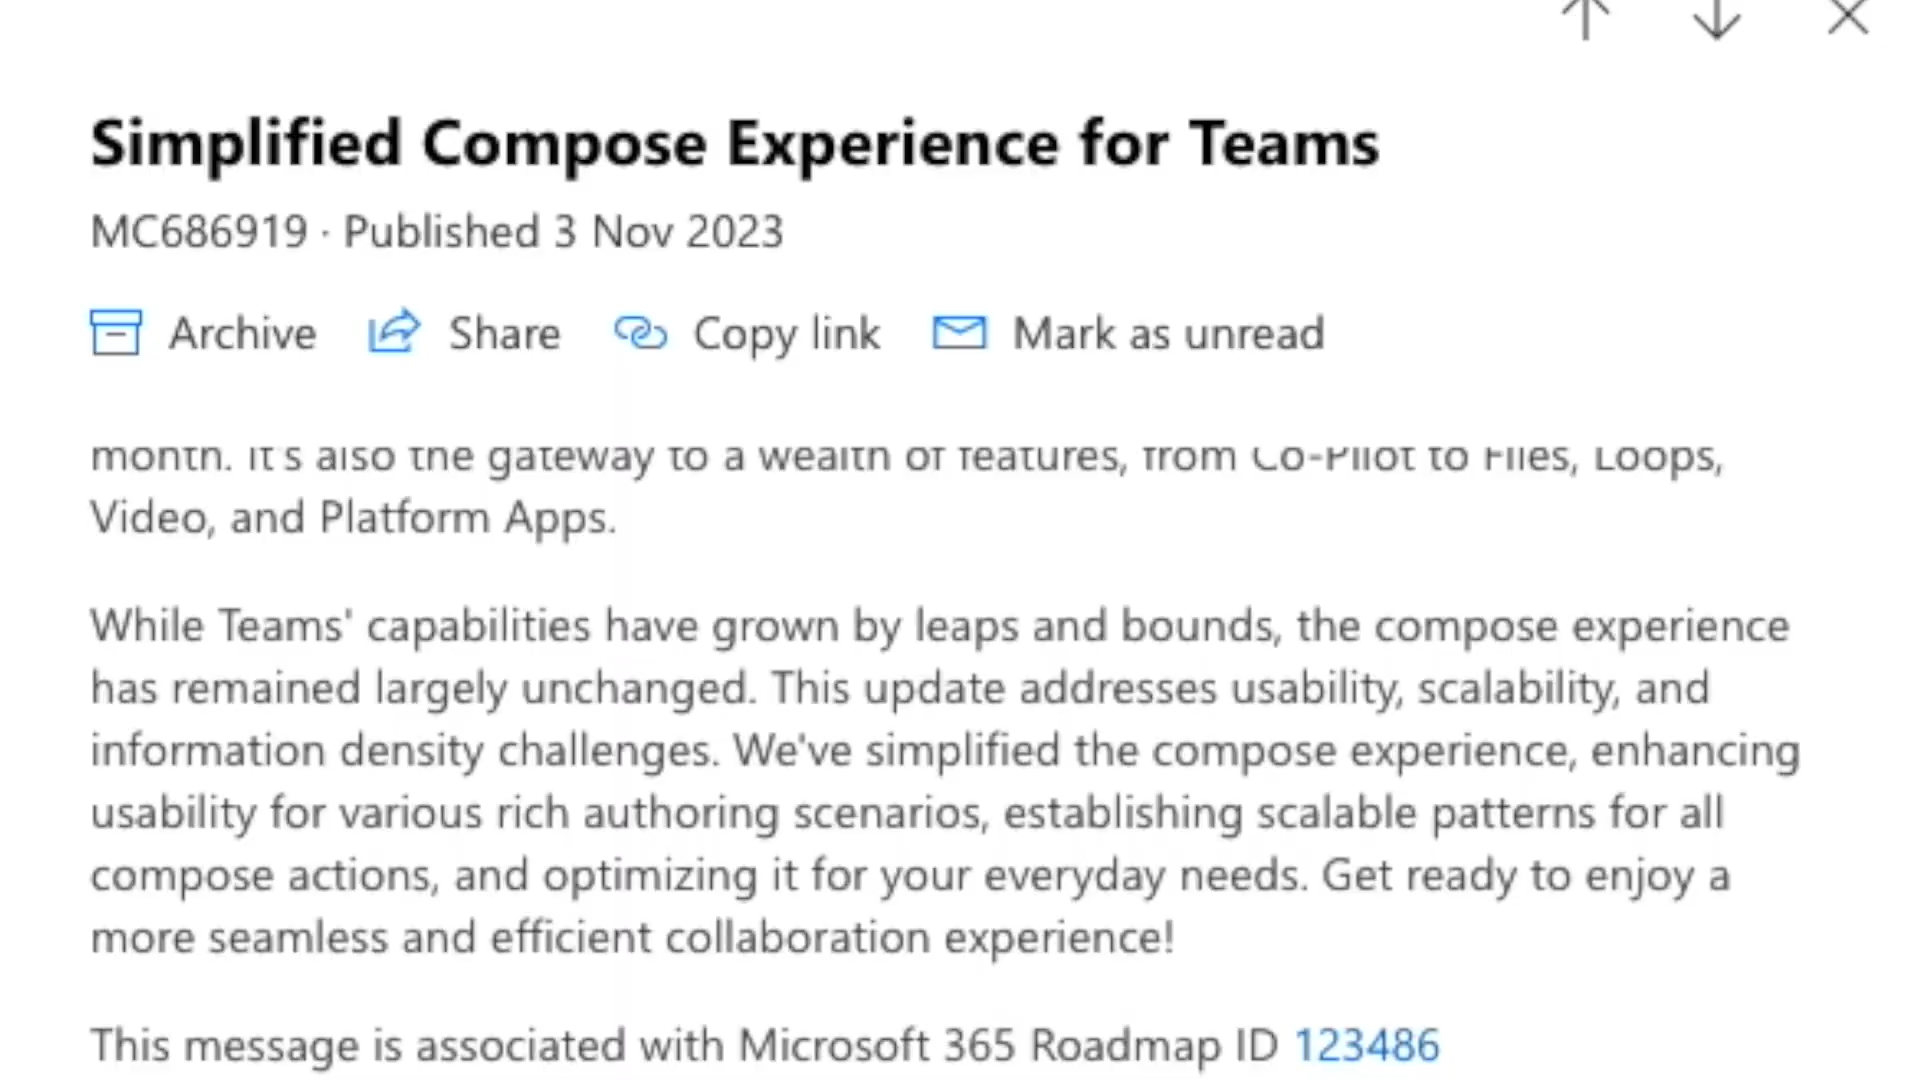 Simplified Compose Experience for Teams
MC686919 · Published 3 Nov 2023
Archive Share Copy link Mark as unread
month. It's also the gateway to a wealth of features, from Co-Pilot to Files, Loops,
Video, and Platform Apps.
While Teams' capabilities have grown by leaps and bounds, the compose experience
has remained largely unchanged. This update addresses usability, scalability, and
information density challenges. We've simplified the compose experience, enhancing
usability for various rich authoring scenarios, establishing scalable patterns for all
compose actions, and optimizing it for your everyday needs. Get ready to enjoy a
more seamless and efficient collaboration experience!
This message is associated with Microsoft 365 Roadmap ID 123486